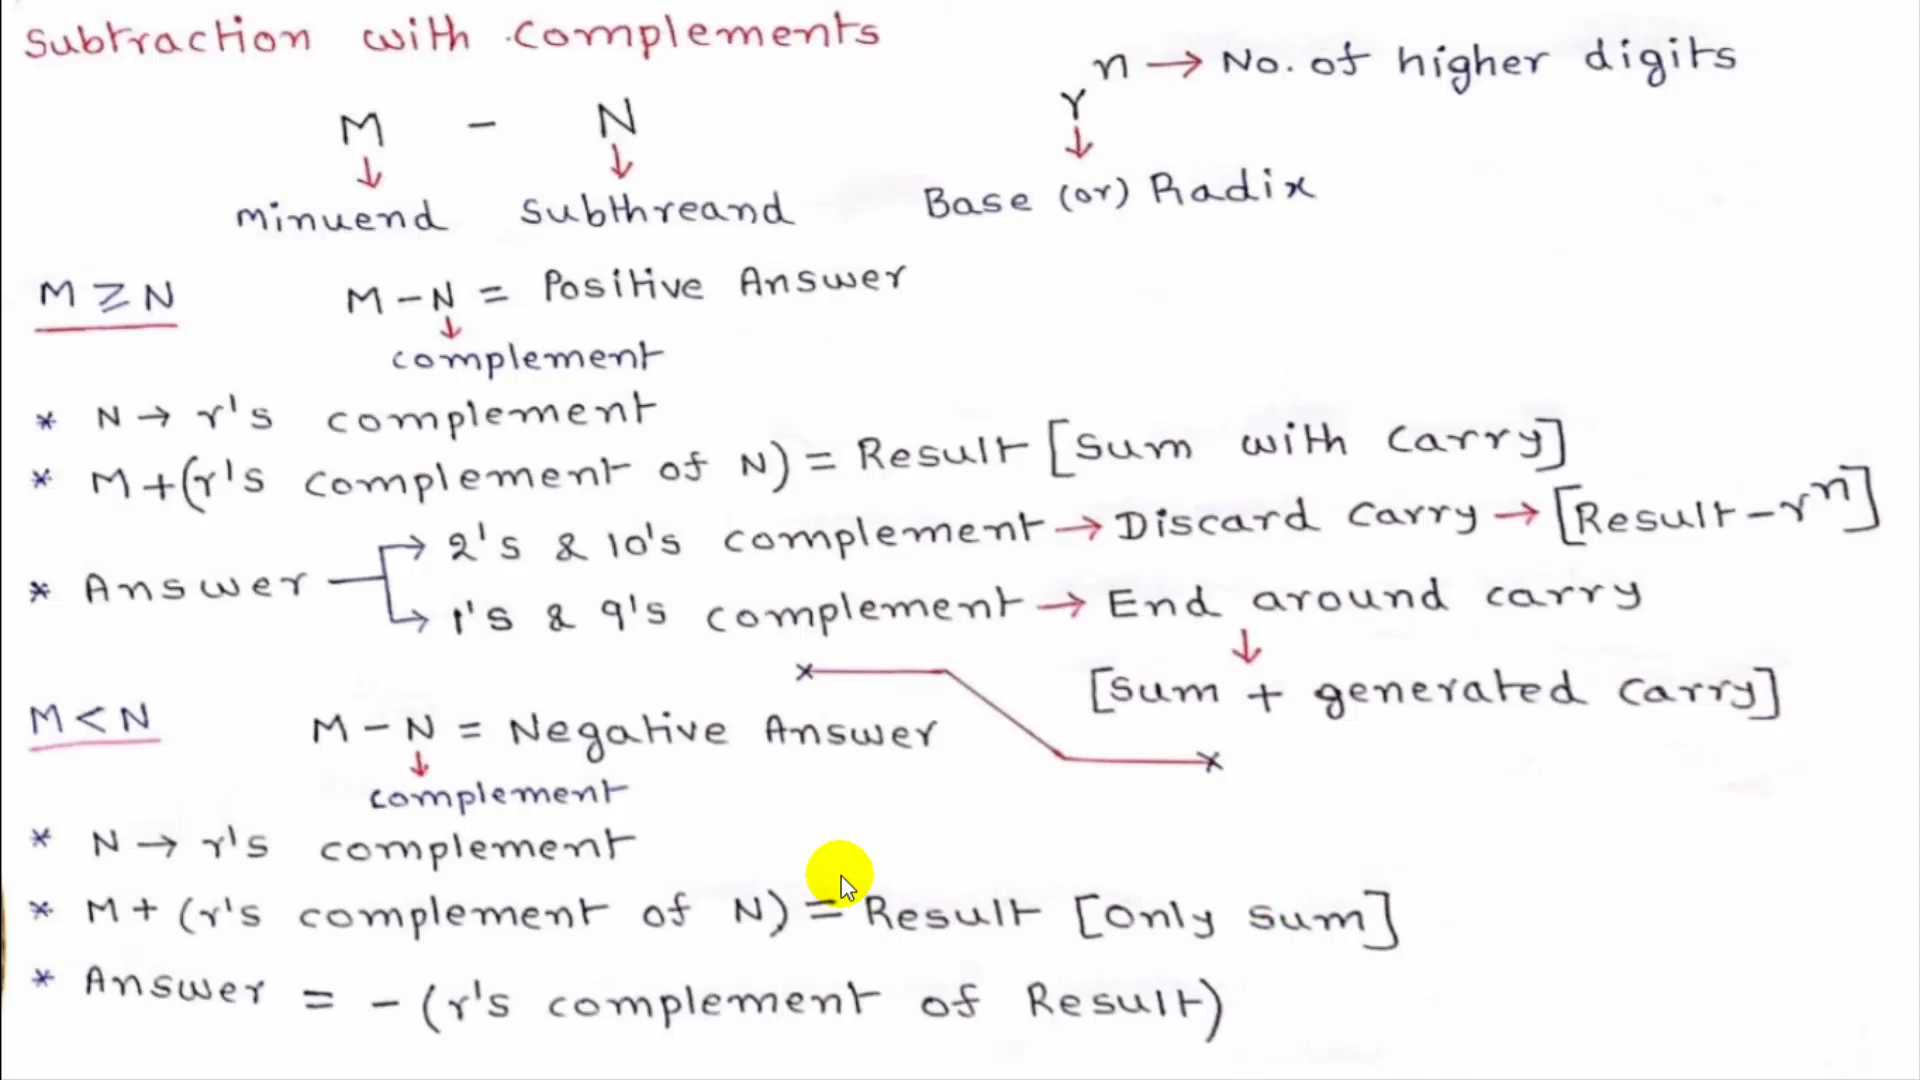 Subtraction with complements
M - N
r n → No. of higher digits
minuend subthreand
Base (or) Radix
M ≥ N M - N = Positive Answer
complement
* N → r's complement
* M + (r's complement of N) = Result [sum with carry]
* Answer → 2's & 10's complement → Discard carry → [Result - rⁿ]
→ 1's & 9's complement → End around carry
[sum + generated carry]
M < N M - N = Negative Answer
complement
* N → r's complement
* M + (r's complement of N) = Result [only sum]
* Answer = - (r's complement of Result)